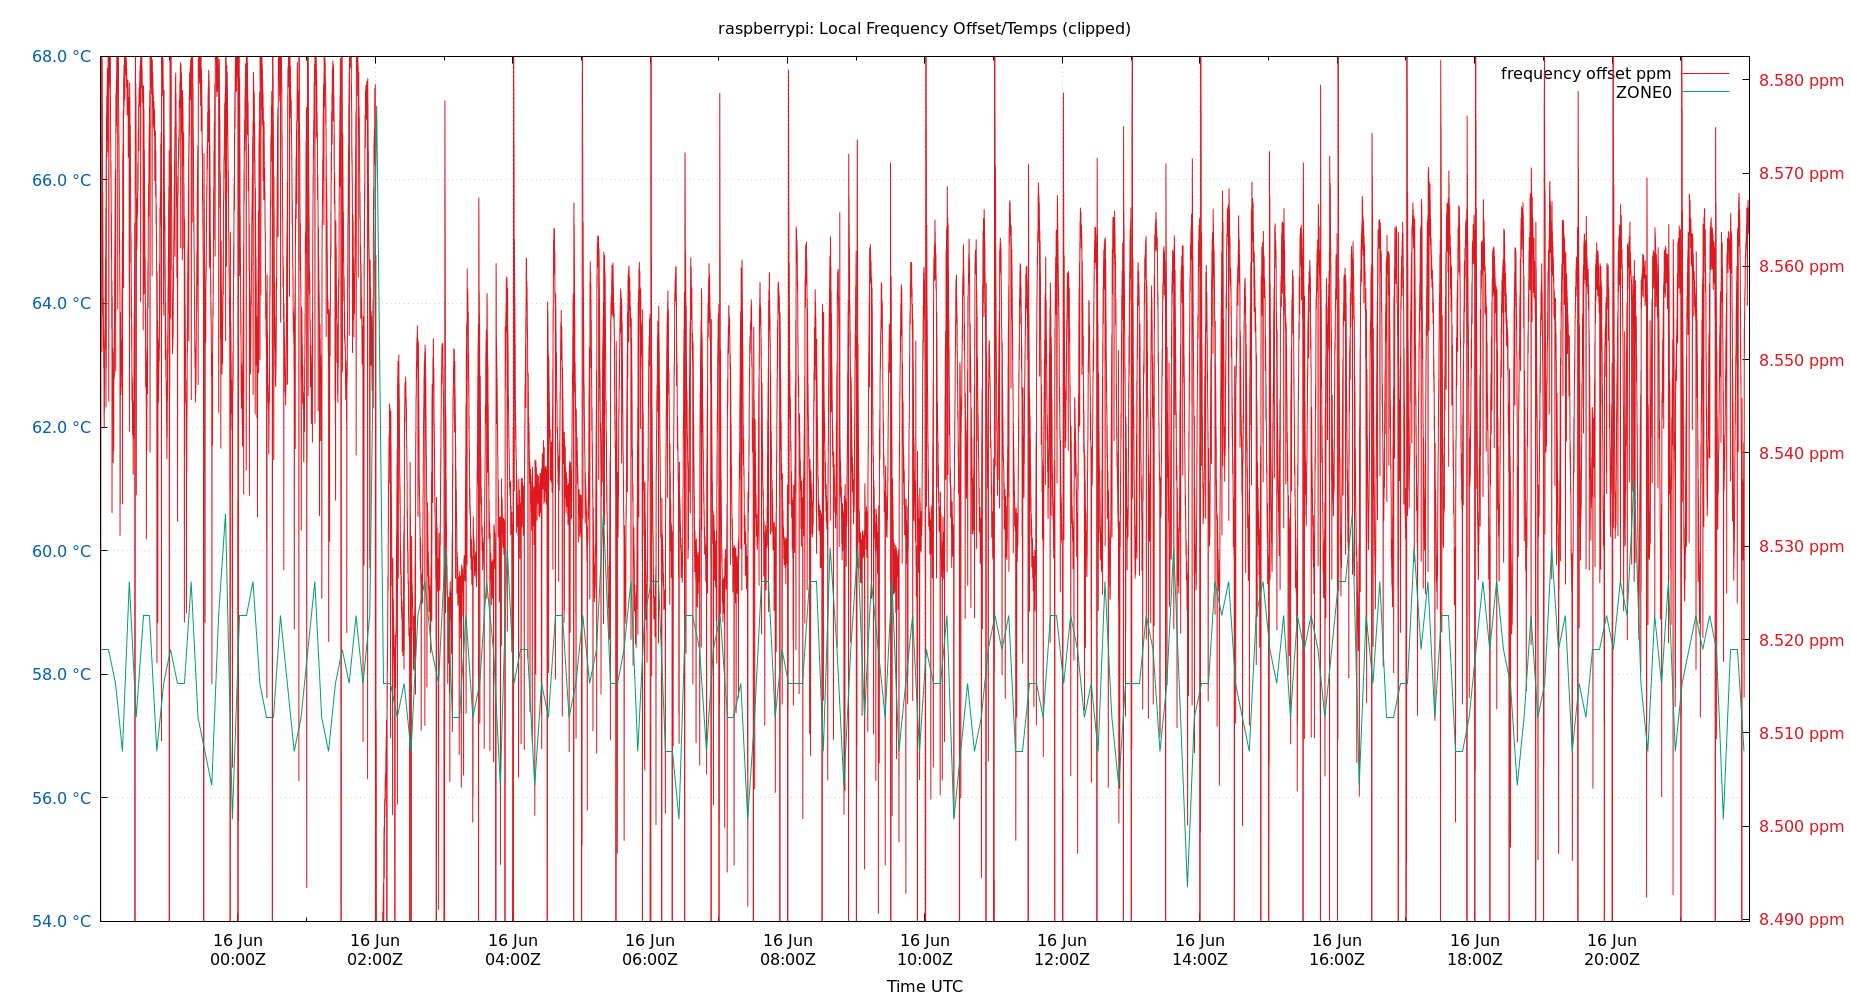 raspberrypi: Local Frequency Offset/Temps (clipped)
68.0 °C
66.0 °C
64.0 °C
62.0 °C
60.0 °C
58.0 °C
56.0 °C
54.0 °C
frequency offset ppm
ZONE0
8.580 ppm
8.570 ppm
8.560 ppm
8.550 ppm
8.540 ppm
8.530 ppm
8.520 ppm
8.510 ppm
8.500 ppm
8.490 ppm
16 Jun 16 Jun 16 Jun 16 Jun 16 Jun 16 Jun 16 Jun 16 Jun 16 Jun 16 Jun 16 Jun
00:00Z 02:00Z 04:00Z 06:00Z 08:00Z 10:00Z 12:00Z 14:00Z 16:00Z 18:00Z 20:00Z
Time UTC